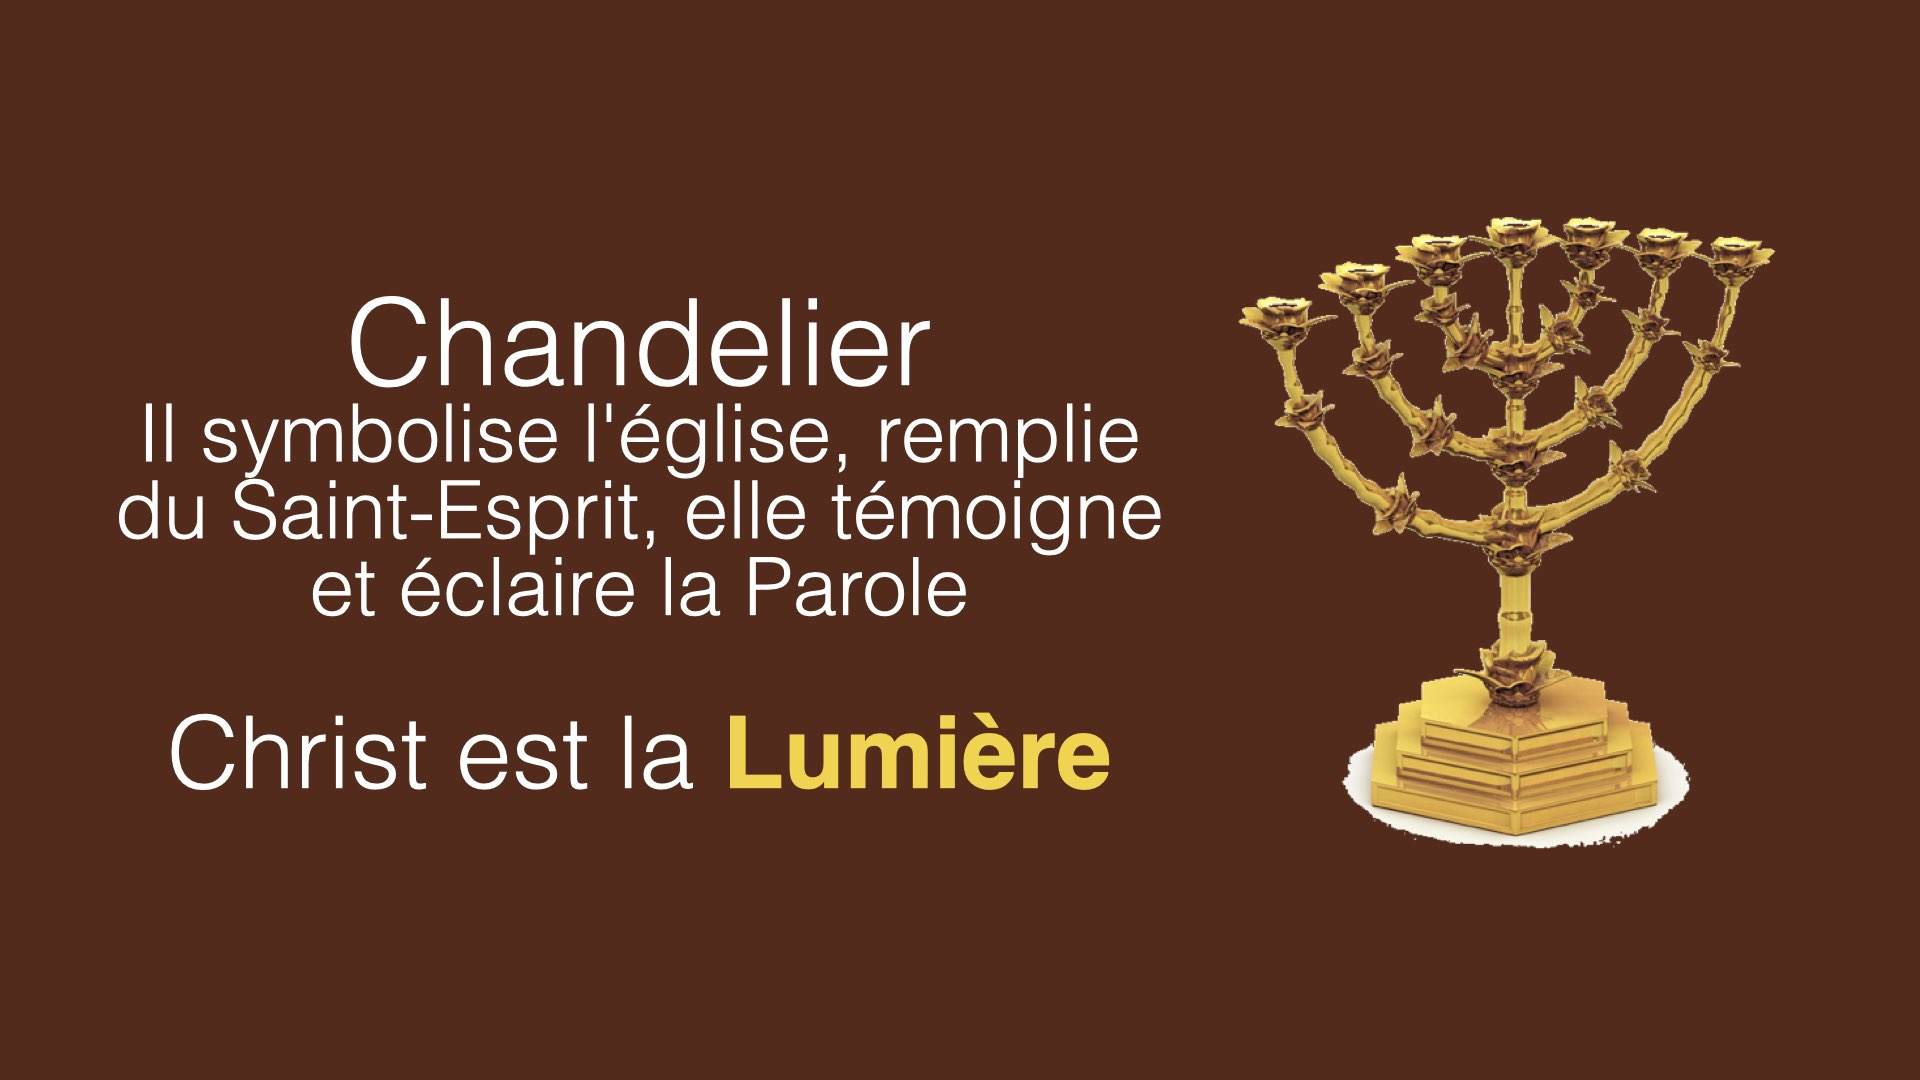 Chandelier
Il symbolise l'église, remplie
du Saint-Esprit, elle témoigne
et éclaire la Parole
Christ est la Lumière